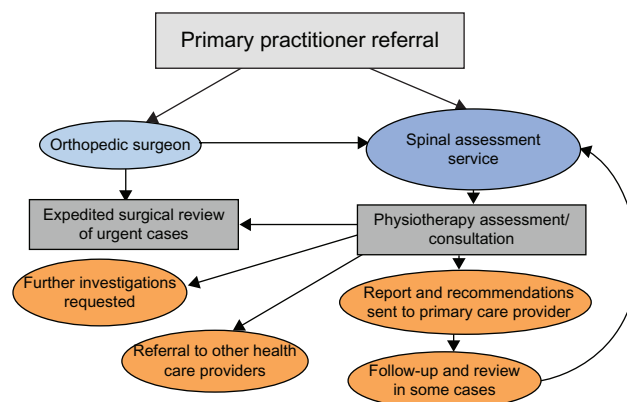 Primary practitioner referral
Orthopedic surgeon
Spinal assessment
service
Expedited surgical review
of urgent cases
Physiotherapy assessment/
consultation
Further investigations
requested
Report and recommendations
sent to primary care provider
Referral to other health
care providers
Follow-up and review
in some cases